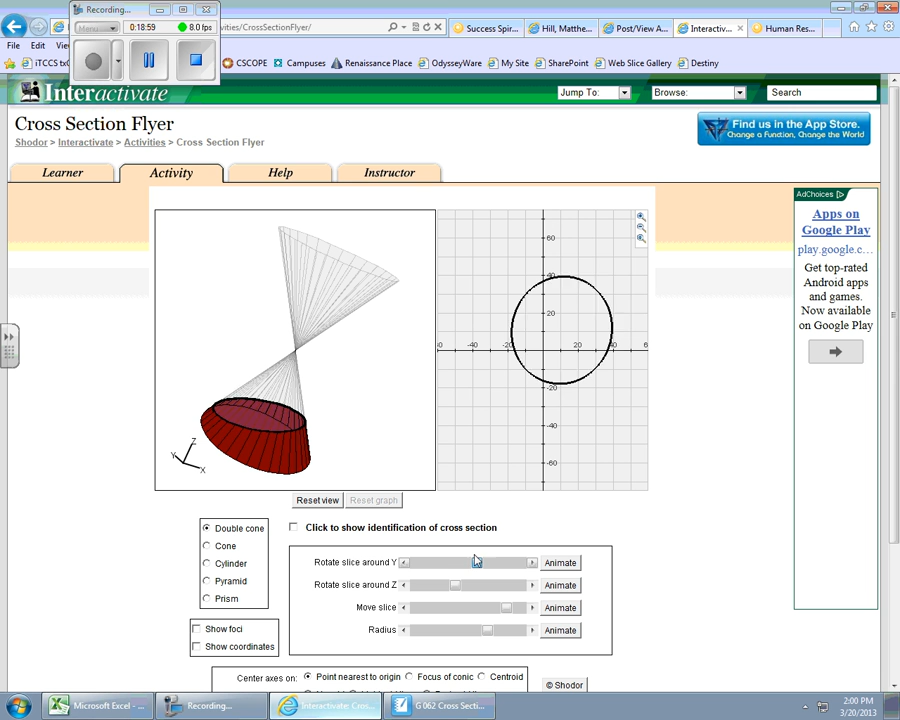 Recording...
Menu
0:18:59
8.0 fps
ivities/CrossSectionFlyer/
Success Spir...
Hill, Matthe...
Post/View A...
Interactiv...
Human Res...
File
Edit
iTCCS
CSCOPE
Campuses
Renaissance Place
OdysseyWare
My Site
SharePoint
Web Slice Gallery
Destiny
Interactivate
Jump To:
Browse:
Search
Cross Section Flyer
Shodor > Interactivate > Activities > Cross Section Flyer
Find us in the App Store.
Change a Function, Change the World
Learner
Activity
Help
Instructor
AdChoices
Apps on
Google Play
play.google.c...
Get top-rated
Android apps
and games.
Now available
on Google Play
60
40
20
-40
-20
20
40
6
-20
-40
-60
Z
Y
X
Reset view
Reset graph
Double cone
Cone
Cylinder
Pyramid
Prism
Click to show identification of cross section
Rotate slice around Y
Animate
Rotate slice around Z
Animate
Move slice
Animate
Radius
Animate
Show foci
Show coordinates
Center axes on:
Point nearest to origin
Focus of conic
Centroid
© Shodor
Microsoft Excel - ...
Recording...
Interactivate Cros...
G 062 Cross Secti...
2:00 PM
3/20/2013